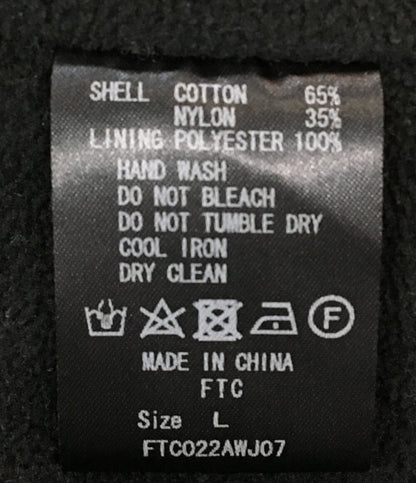 SHELL COTTON 65%
NYLON 35%
LINING POLYESTER 100%
HAND WASH
DO NOT BLEACH
DO NOT TUMBLE DRY
COOL IRON
DRY CLEAN
F
MADE IN CHINA
FTC
Size L
FTC022AWJ07